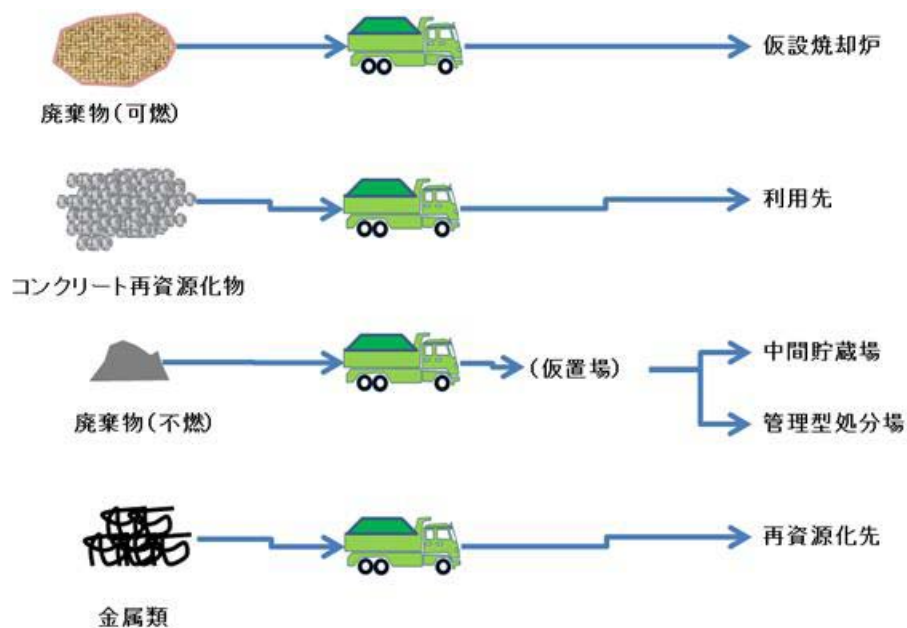 仮設焼却炉
廃棄物(可燃)
利用先
コンクリート再資源化物
(仮置場)
中間貯蔵場
廃棄物(不燃)
管理型処分場
再資源化先
金属類